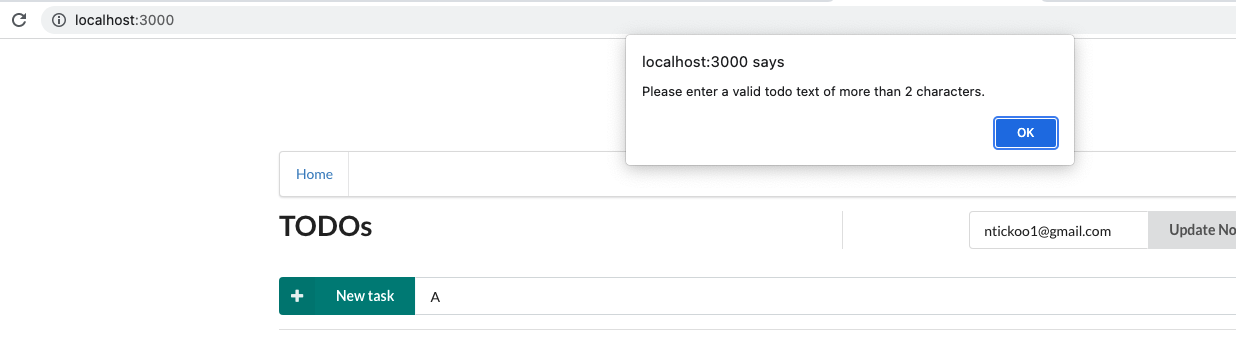 localhost:3000
localhost:3000 says
Please enter a valid todo text of more than 2 characters.
OK
Home
TODOs
ntickoo1@gmail.com
Update No
New task
A